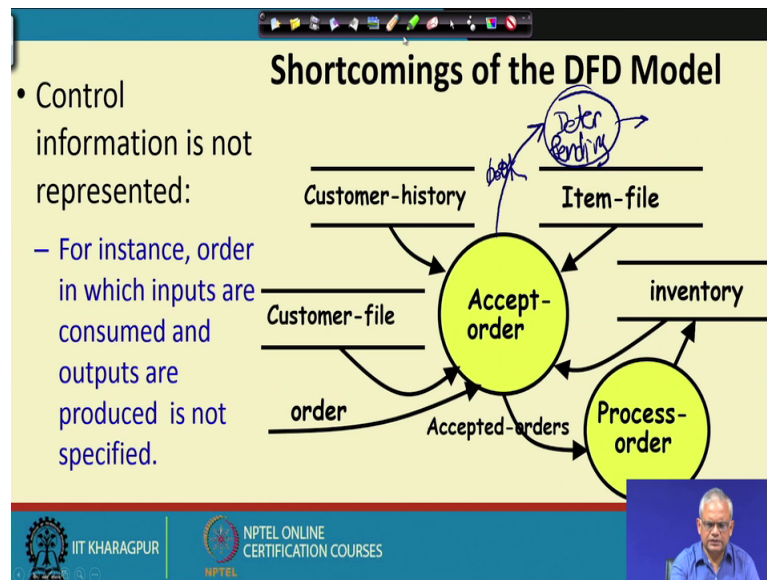 Shortcomings of the DFD Model
• Control
information is not
represented:
– For instance, order
in which inputs are
consumed and
outputs are
produced is not
specified.
Customer-history
Item-file
Customer-file
Accept-
order
inventory
order
Accepted-orders
Process-
order
IIT KHARAGPUR
NPTEL
NPTEL ONLINE
CERTIFICATION COURSES